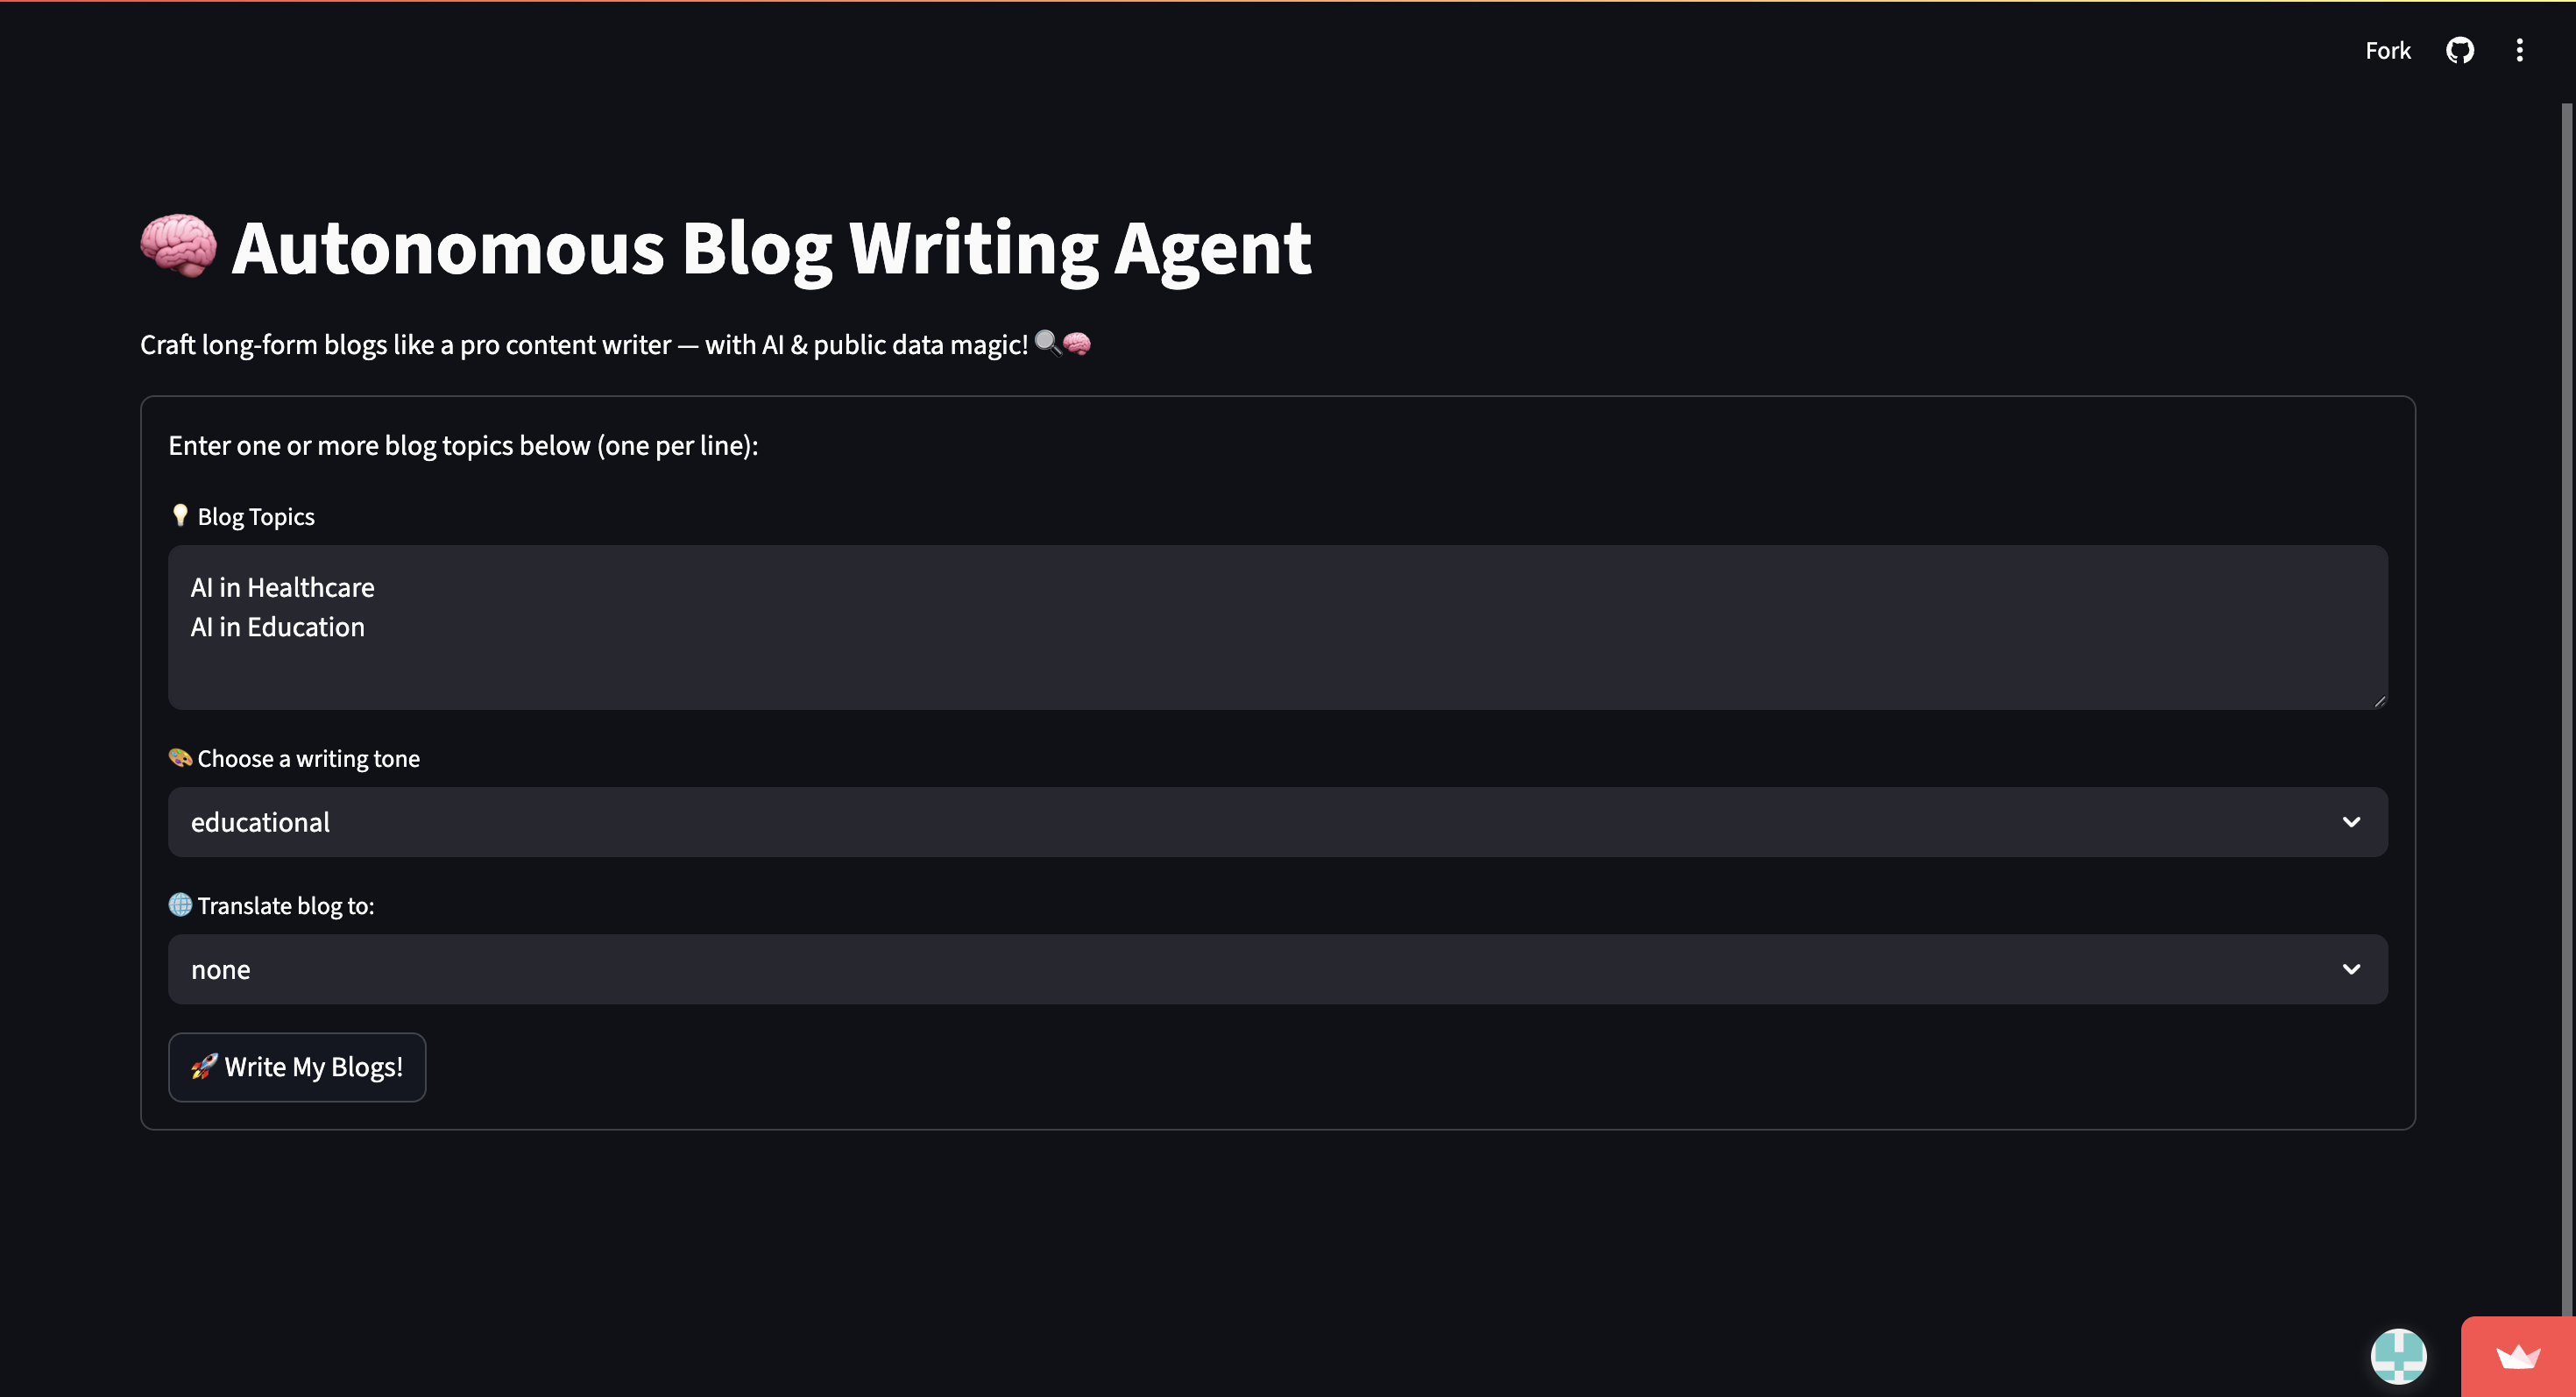 Fork
🧠 Autonomous Blog Writing Agent
Craft long-form blogs like a pro content writer — with AI & public data magic! 🔍🧠
Enter one or more blog topics below (one per line):
💡 Blog Topics
AI in Healthcare
AI in Education
🎨 Choose a writing tone
educational
🌐 Translate blog to:
none
🚀 Write My Blogs!